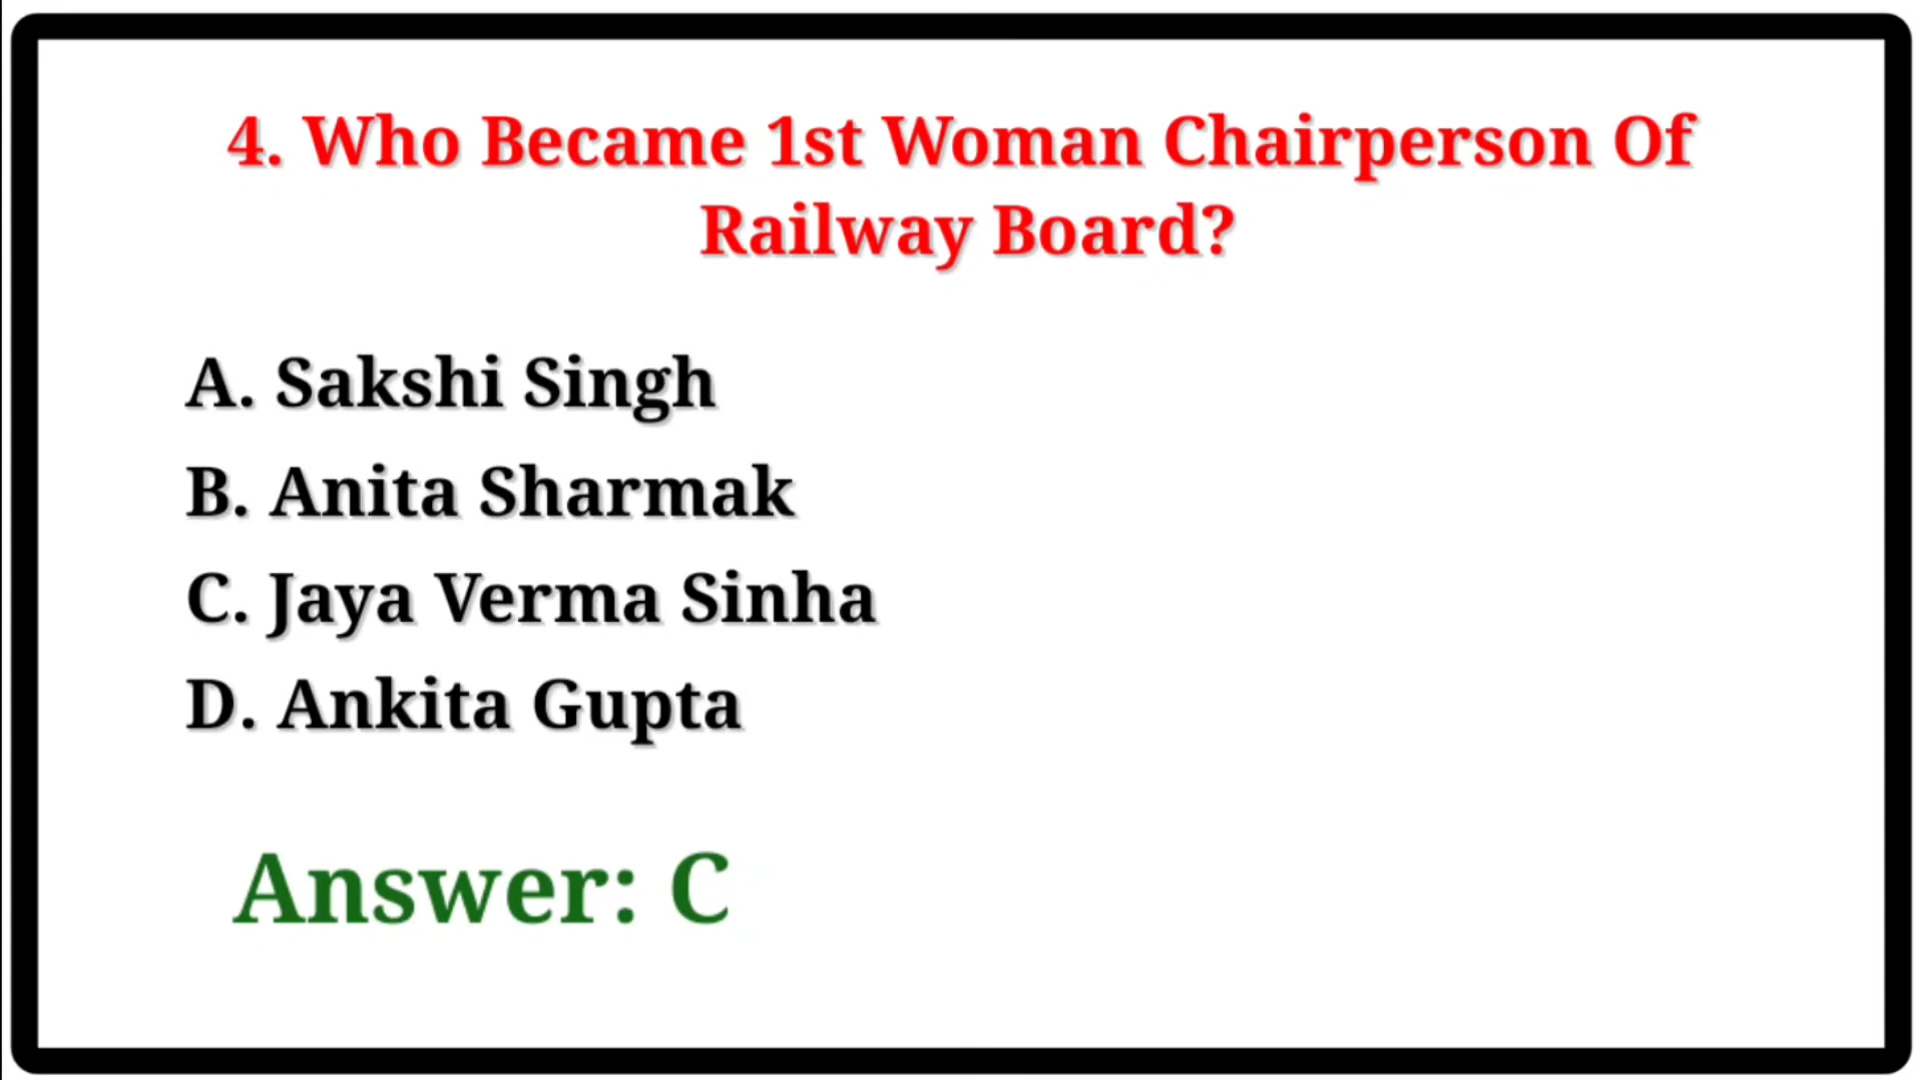 4. Who Became 1st Woman Chairperson Of
Railway Board?
A. Sakshi Singh
B. Anita Sharmak
C. Jaya Verma Sinha
D. Ankita Gupta
Answer: C